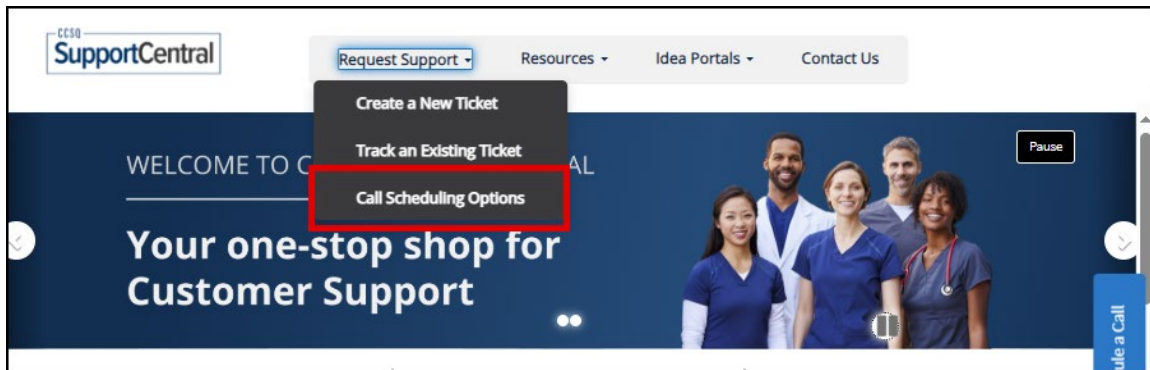 CCSQ
SupportCentral
Request Support
Resources
Idea Portals
Contact Us
Create a New Ticket
Track an Existing Ticket
Call Scheduling Options
Pause
WELCOME TO C AL
Your one-stop shop for
Customer Support
ule a Call